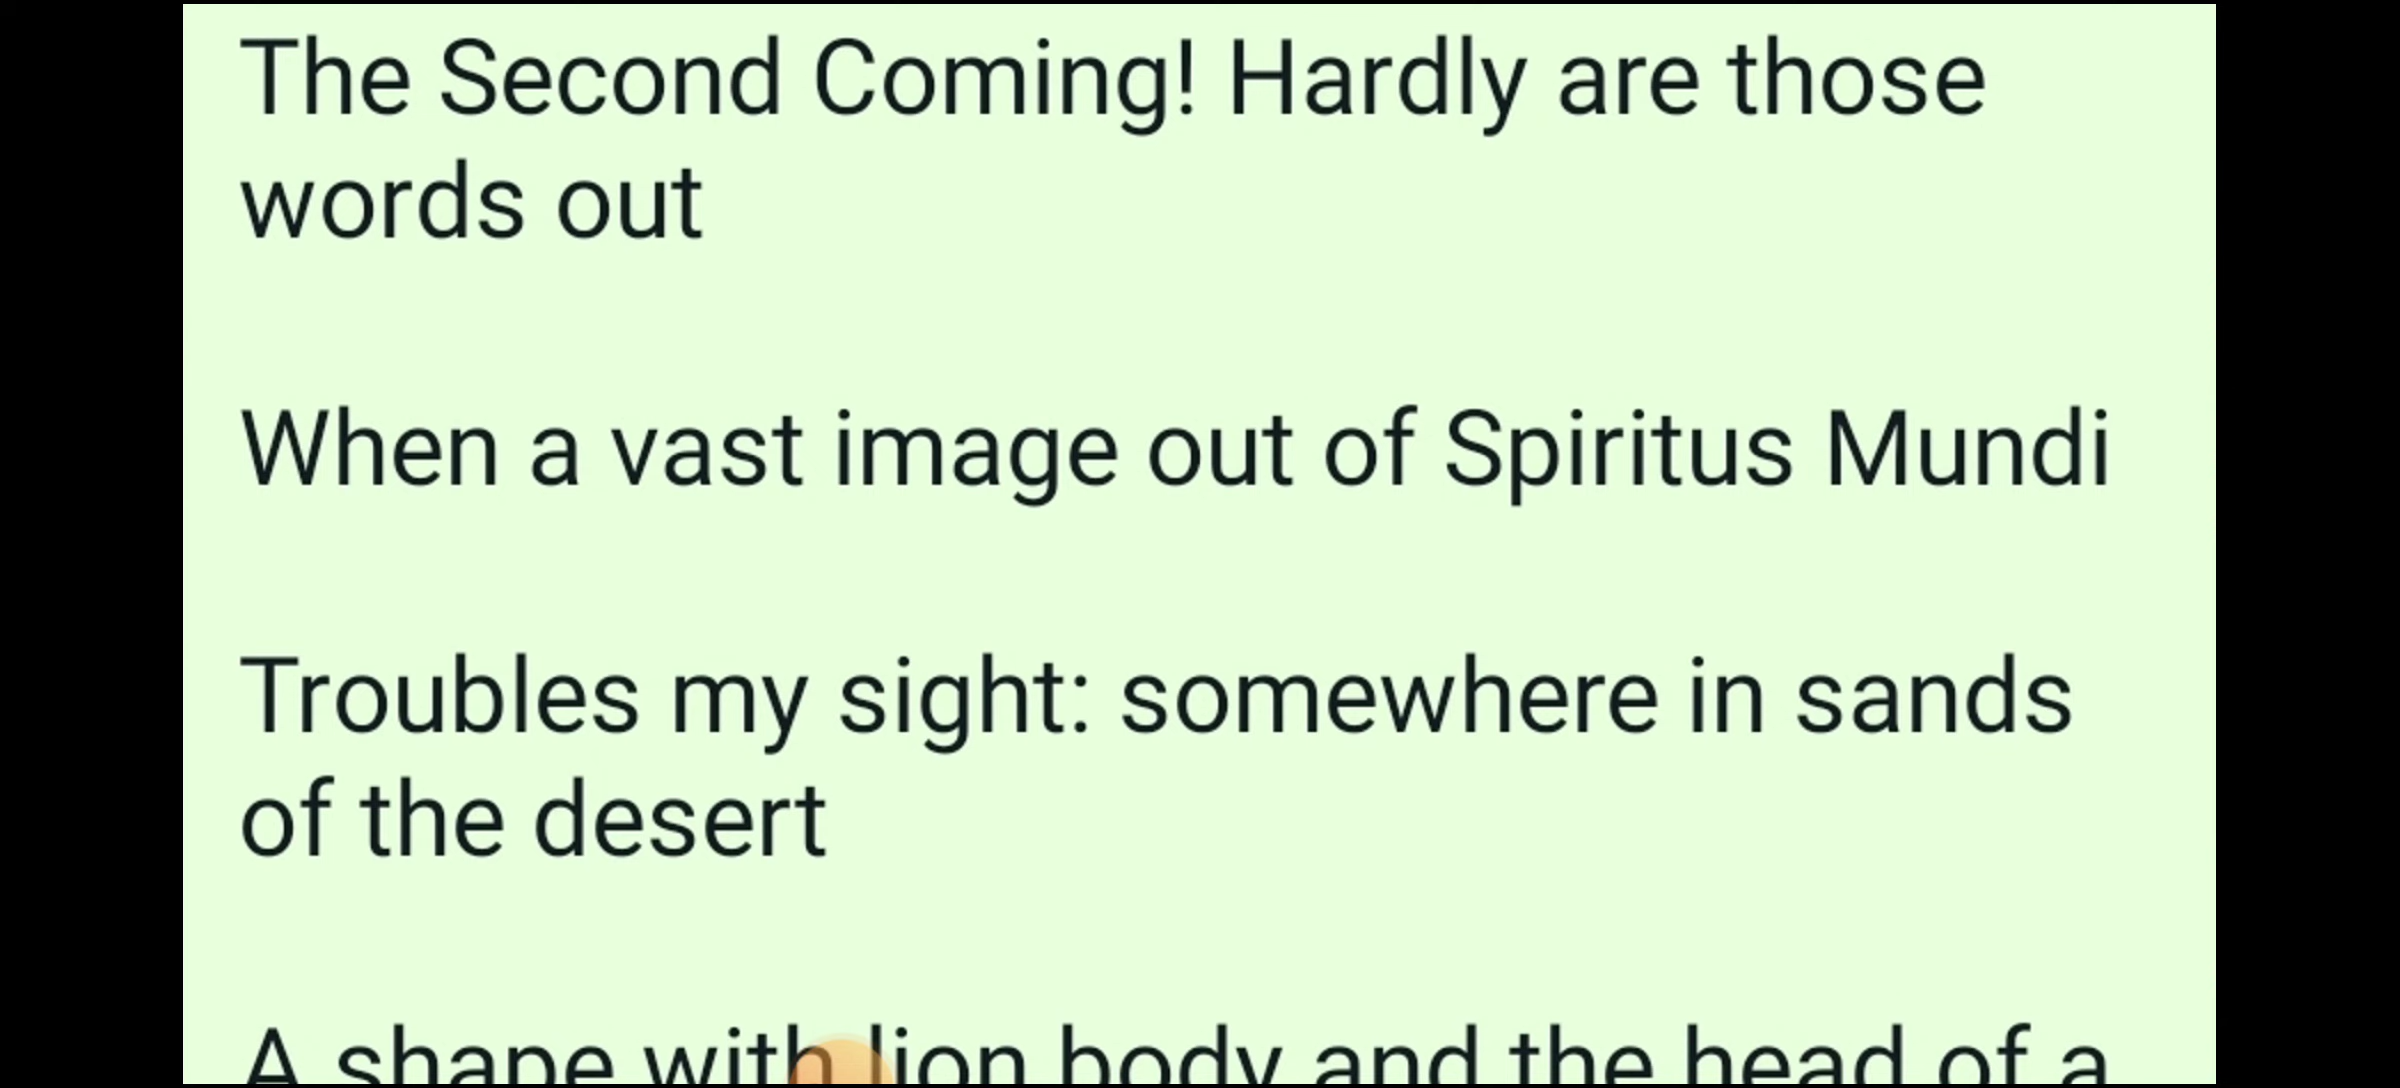 The Second Coming! Hardly are those
words out
When a vast image out of Spiritus Mundi
Troubles my sight: somewhere in sands
of the desert
A shape with lion body and the head of a